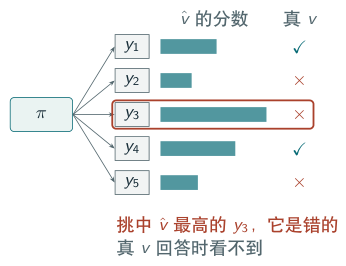 v̂ 的分数 真 v
y₁ ✓
y₂ ×
π y₃ ×
y₄ ✓
y₅ ×
挑中 v̂ 最高的 y₃，它是错的
真 v 回答时看不到